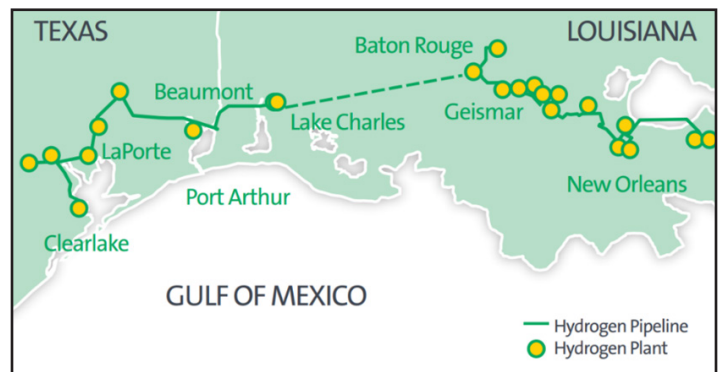 TEXAS
LOUISIANA
Baton Rouge
Beaumont
Geismar
Lake Charles
LaPorte
New Orleans
Port Arthur
Clearlake
GULF OF MEXICO
Hydrogen Pipeline
Hydrogen Plant